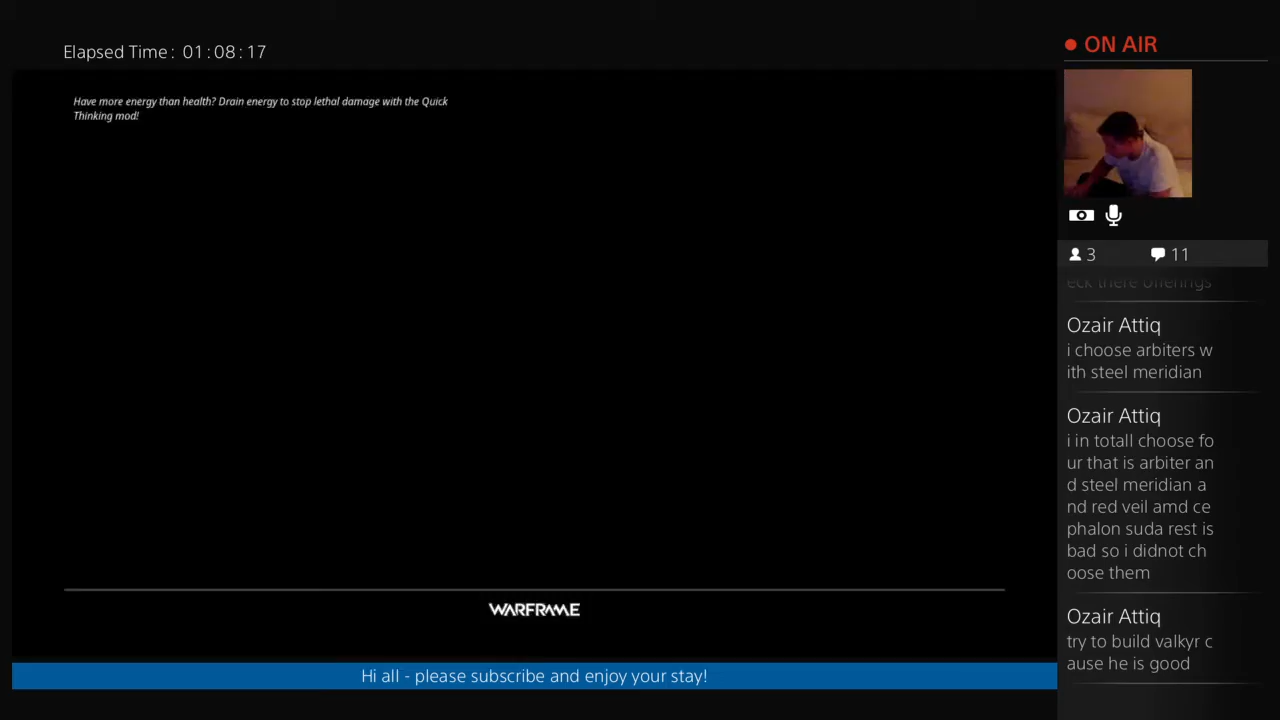 Elapsed Time: 01:08:17
ON AIR
Have more energy than health? Drain energy to stop lethal damage with the Quick
Thinking mod!
3
11
eck there offerings
Ozair Attiq
i choose arbiters w
ith steel meridian
Ozair Attiq
i in totall choose fo
ur that is arbiter an
d steel meridian a
nd red veil amd ce
phalon suda rest is
bad so i didnot ch
oose them
Ozair Attiq
try to build valkyr c
ause he is good
WARFRAME
Hi all - please subscribe and enjoy your stay!